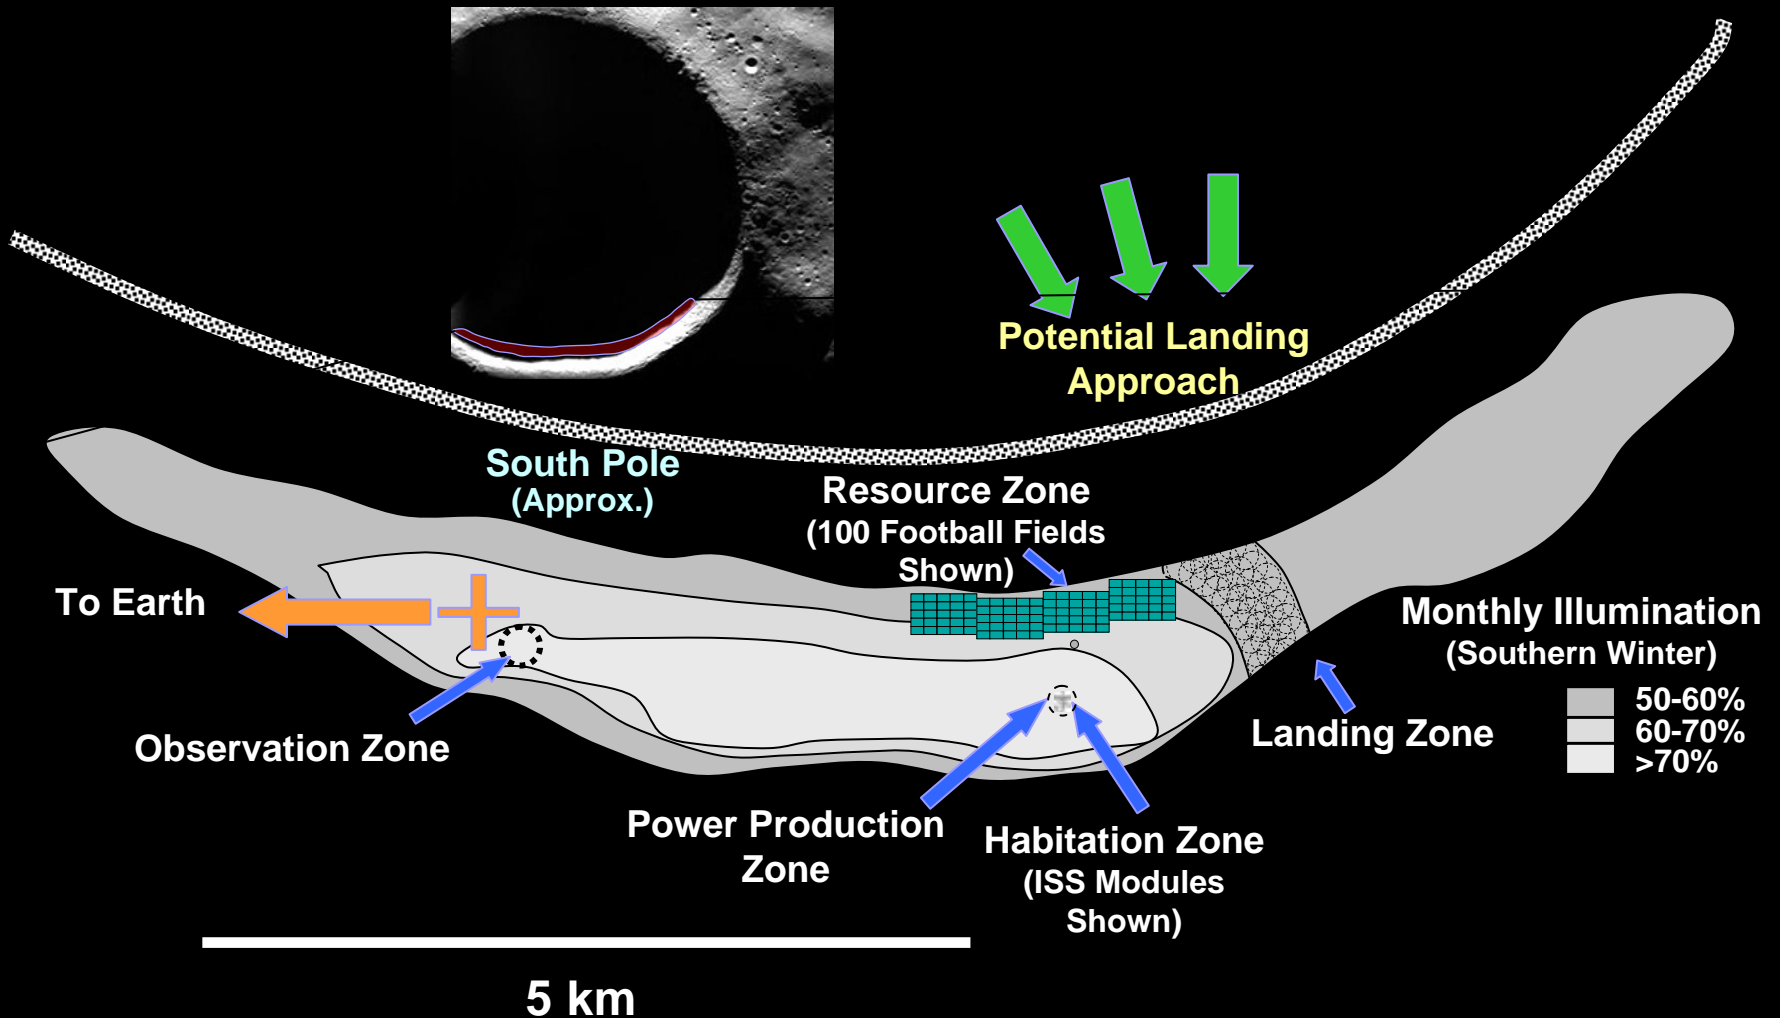 Potential Landing
Approach
South Pole
(Approx.)
Resource Zone
(100 Football Fields
Shown)
To Earth
Monthly Illumination
(Southern Winter)
50-60%
60-70%
>70%
Landing Zone
Observation Zone
Power Production
Zone
Habitation Zone
(ISS Modules
Shown)
5 km